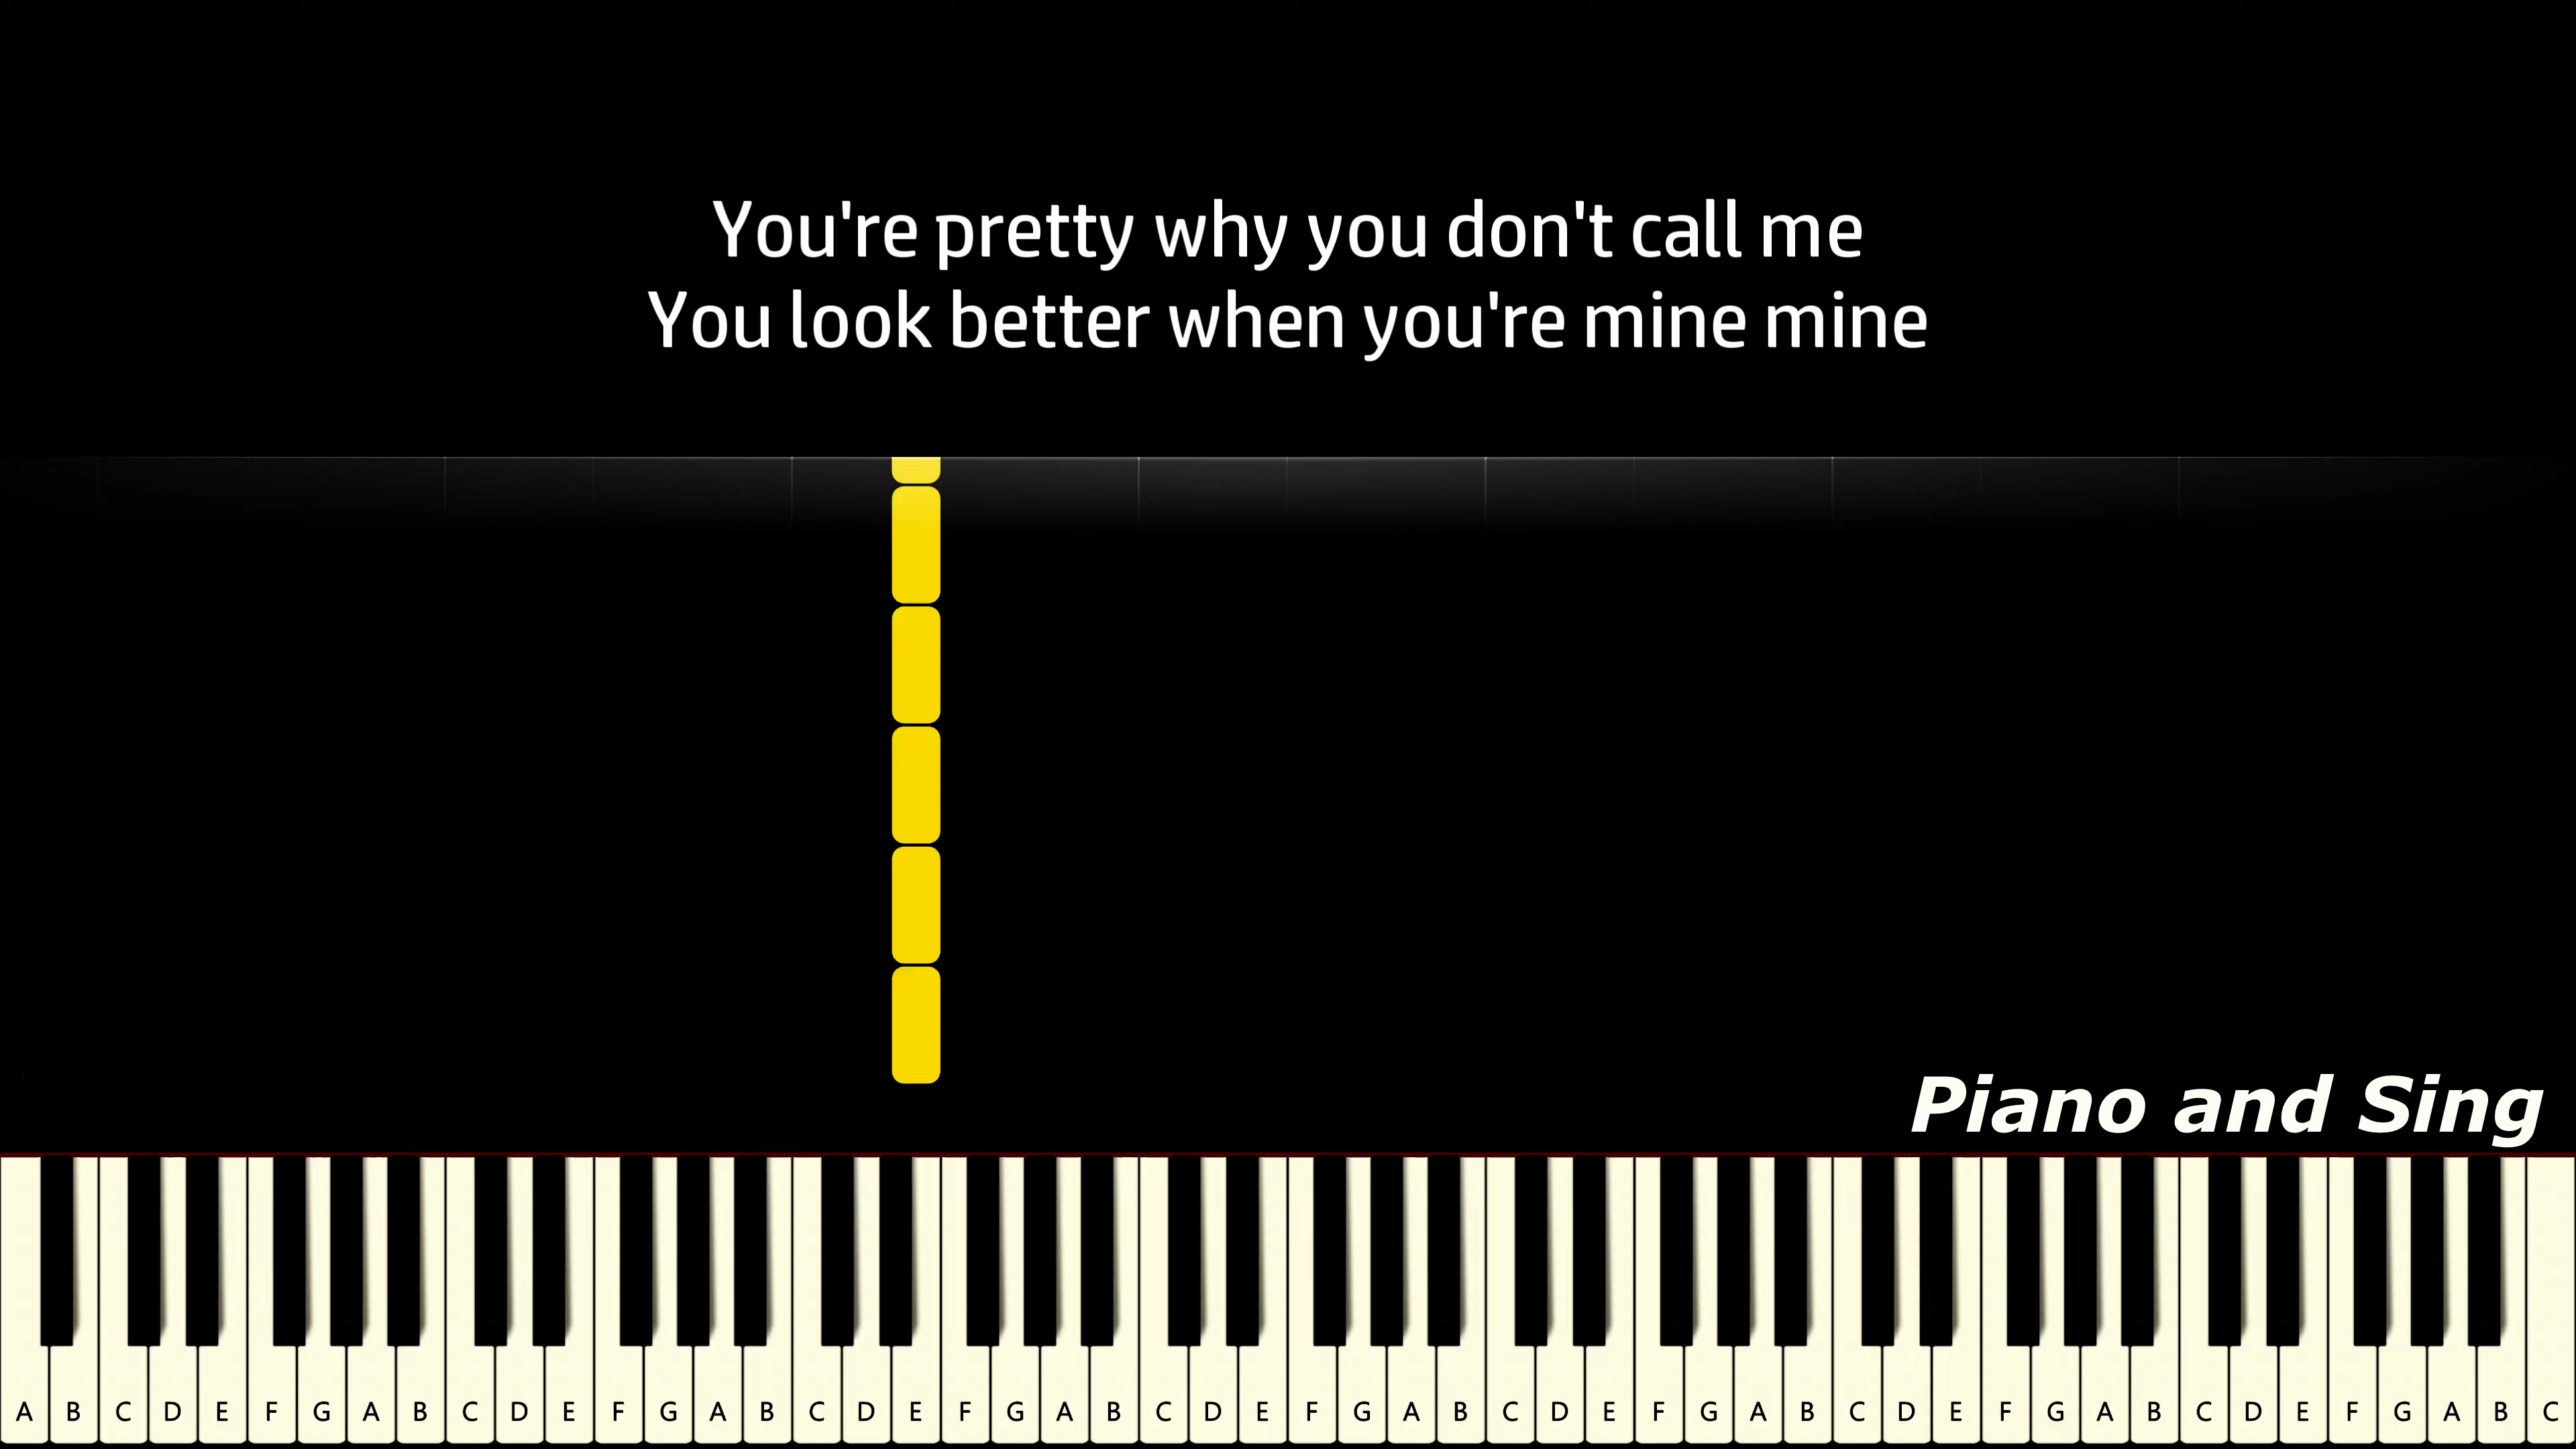 You're pretty why you don't call me
You look better when you're mine mine
Piano and Sing
A B C D E F G A B C D E F G A B C D E F G A B C D E F G A B C D E F G A B C D E F G A B C D E F G A B C